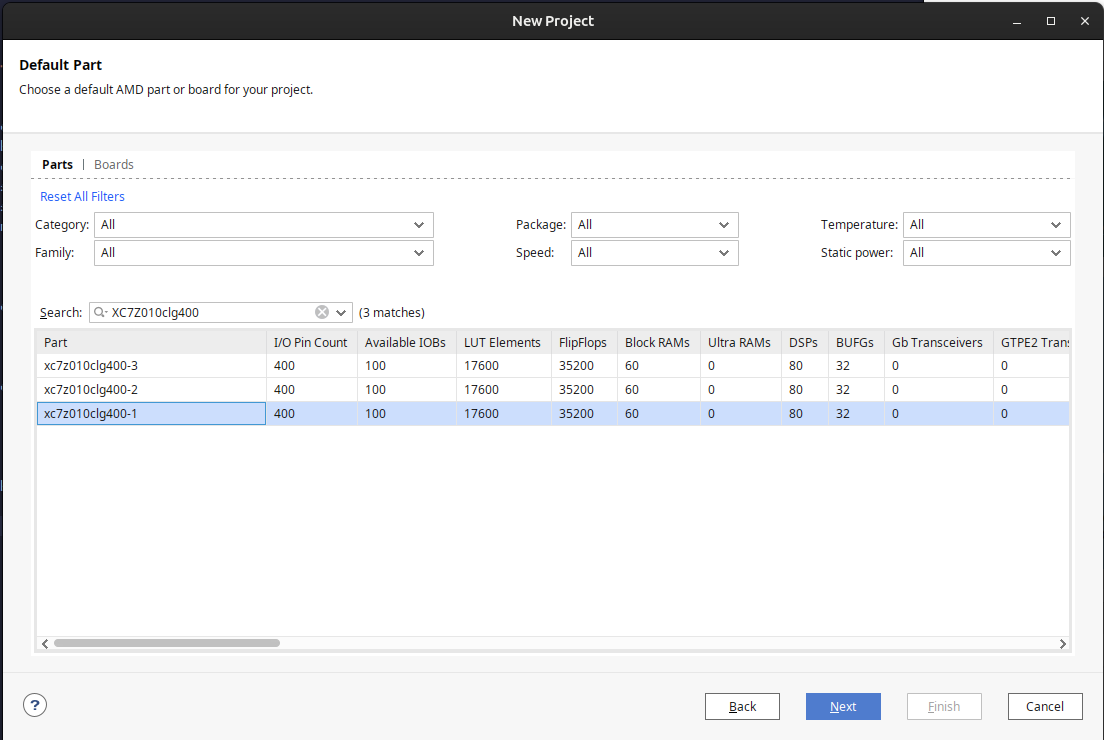 New Project
Default Part
Choose a default AMD part or board for your project.
Parts | Boards
Reset All Filters
Category: All Package: All Temperature: All
Family: All Speed: All Static power: All
Search: XC7Z010clg400 (3 matches)
Part I/O Pin Count Available IOBs LUT Elements FlipFlops Block RAMs Ultra RAMs DSPs BUFGs Gb Transceivers GTPE2 Trans
xc7z010clg400-3 400 100 17600 35200 60 0 80 32 0 0
xc7z010clg400-2 400 100 17600 35200 60 0 80 32 0 0
xc7z010clg400-1 400 100 17600 35200 60 0 80 32 0 0
? Back Next Finish Cancel